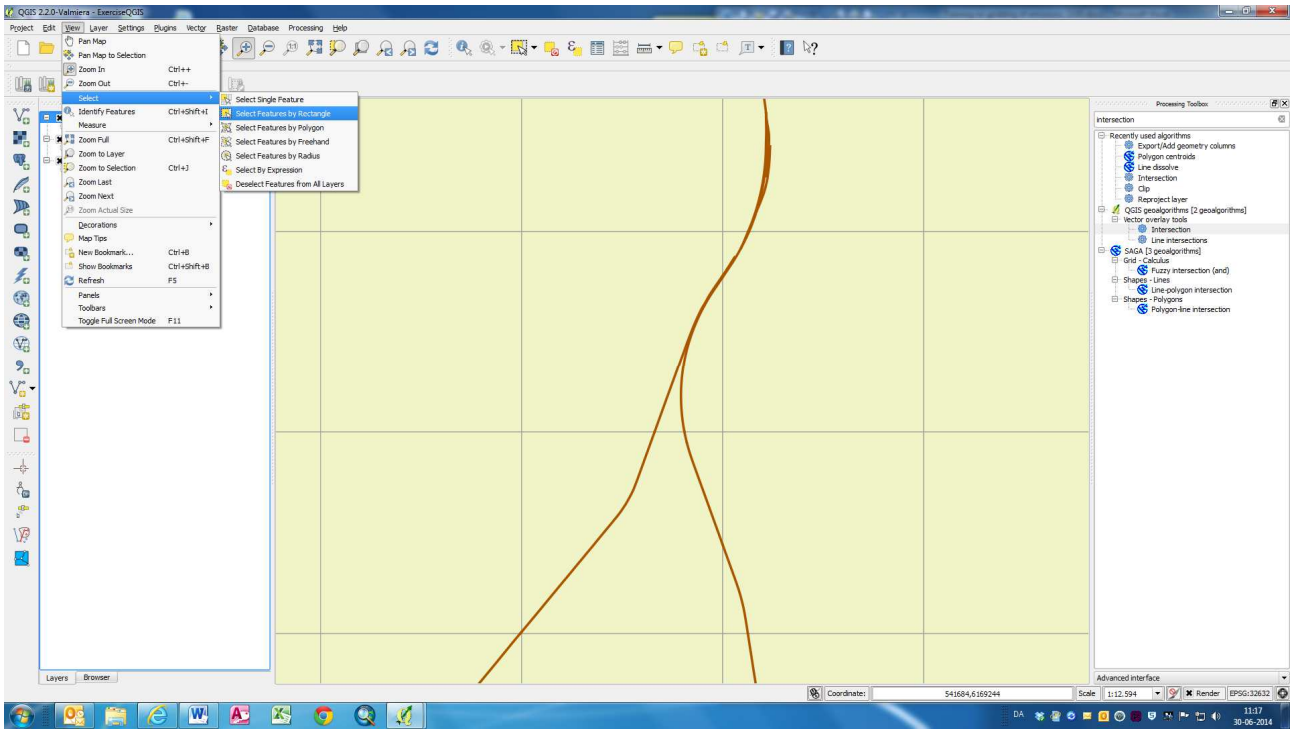 QGIS 2.2.0-Valmiera - ExerciseQGIS
Project Edit View Layer Settings Plugins Vector Raster Database Processing Help
Pan Map
Pan Map to Selection
Zoom In Ctrl++
Zoom Out Ctrl+-
Select
Identify Features Ctrl+Shift+I
Measure
Zoom Full Ctrl+Shift+F
Zoom to Layer
Zoom to Selection Ctrl+J
Zoom Last
Zoom Next
Zoom Actual Size
Decorations
Map Tips
New Bookmark... Ctrl+B
Show Bookmarks Ctrl+Shift+B
Refresh F5
Panels
Toolbars
Toggle Full Screen Mode F11
Select Single Feature
Select Features by Rectangle
Select Features by Polygon
Select Features by Freehand
Select Features by Radius
Select By Expression
Deselect Features from All Layers
Processing Toolbox
intersection
Recently used algorithms
Export/Add geometry columns
Polygon centroids
Line dissolve
Intersection
Clip
Reproject layer
QGIS geoalgorithms [2 geoalgorithms]
Vector overlay tools
Intersection
Line intersections
SAGA [3 geoalgorithms]
Grid - Calculus
Fuzzy intersection (and)
Shapes - Lines
Line-polygon intersection
Shapes - Polygons
Polygon-line intersection
Layers Browser
Advanced interface
Coordinate: 541684,6169244 Scale 1:12.594 Render EPSG:32632
DA 11:17
30-06-2014